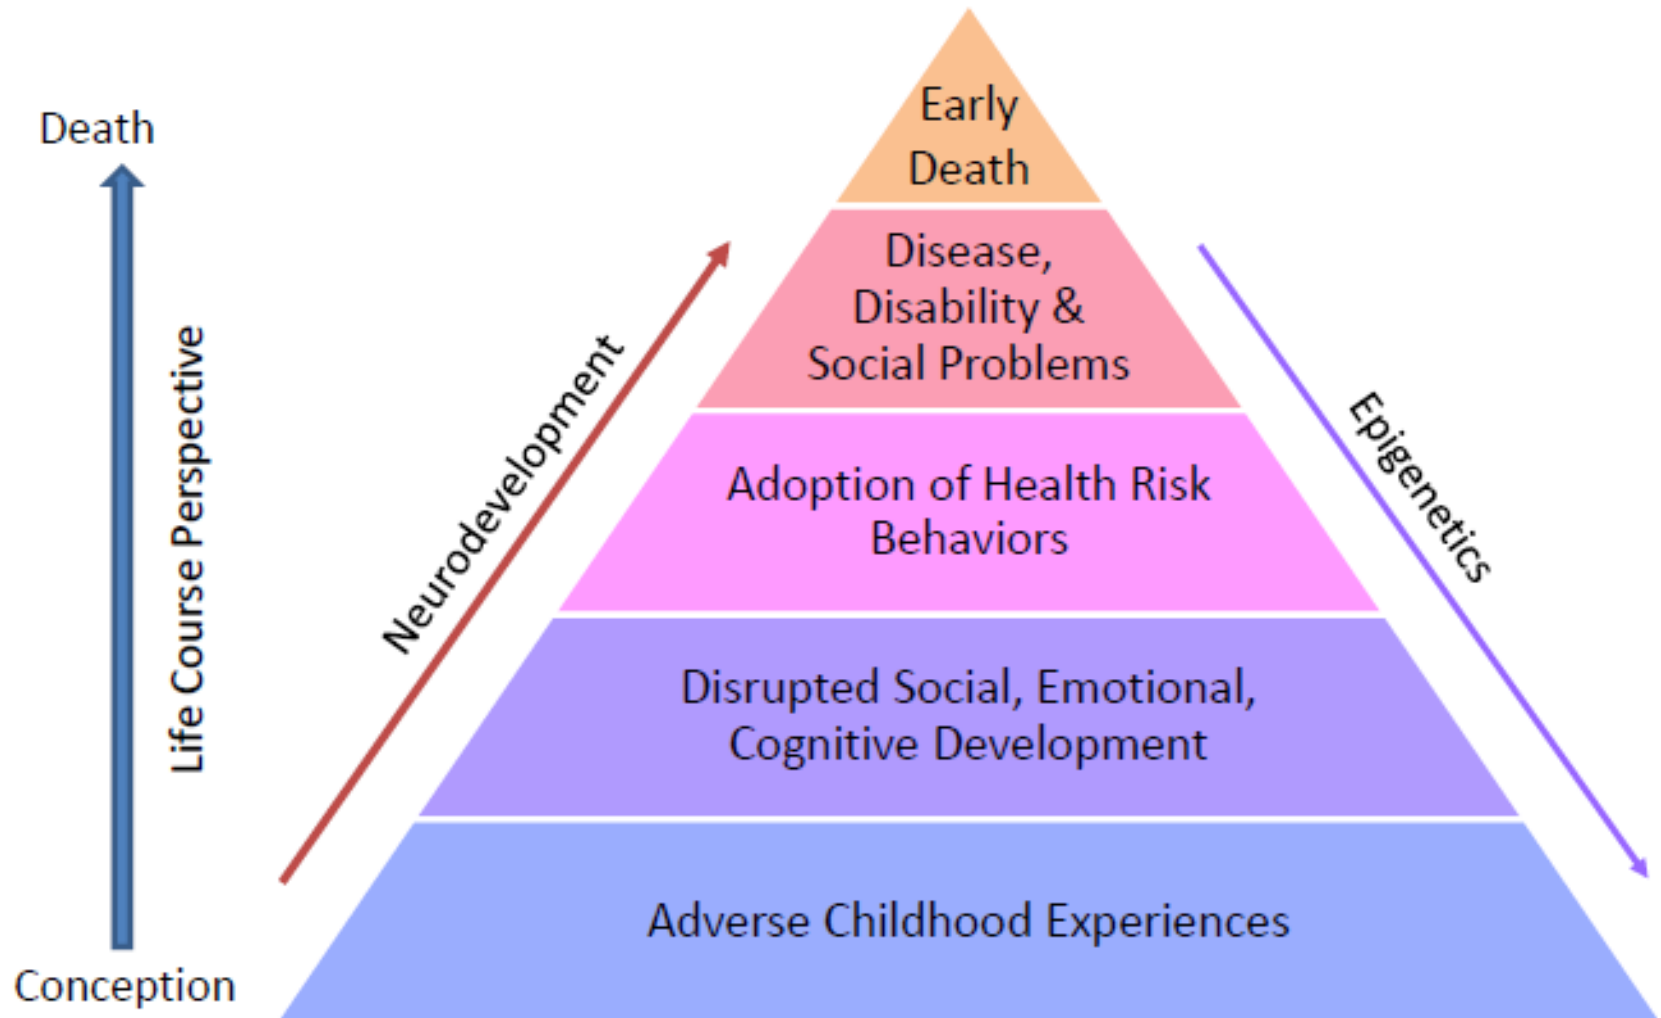 Early
Death
Death
Disease,
Disability &
Social Problems
Life Course Perspective
Neurodevelopment
Epigenetics
Adoption of Health Risk
Behaviors
Disrupted Social, Emotional,
Cognitive Development
Adverse Childhood Experiences
Conception